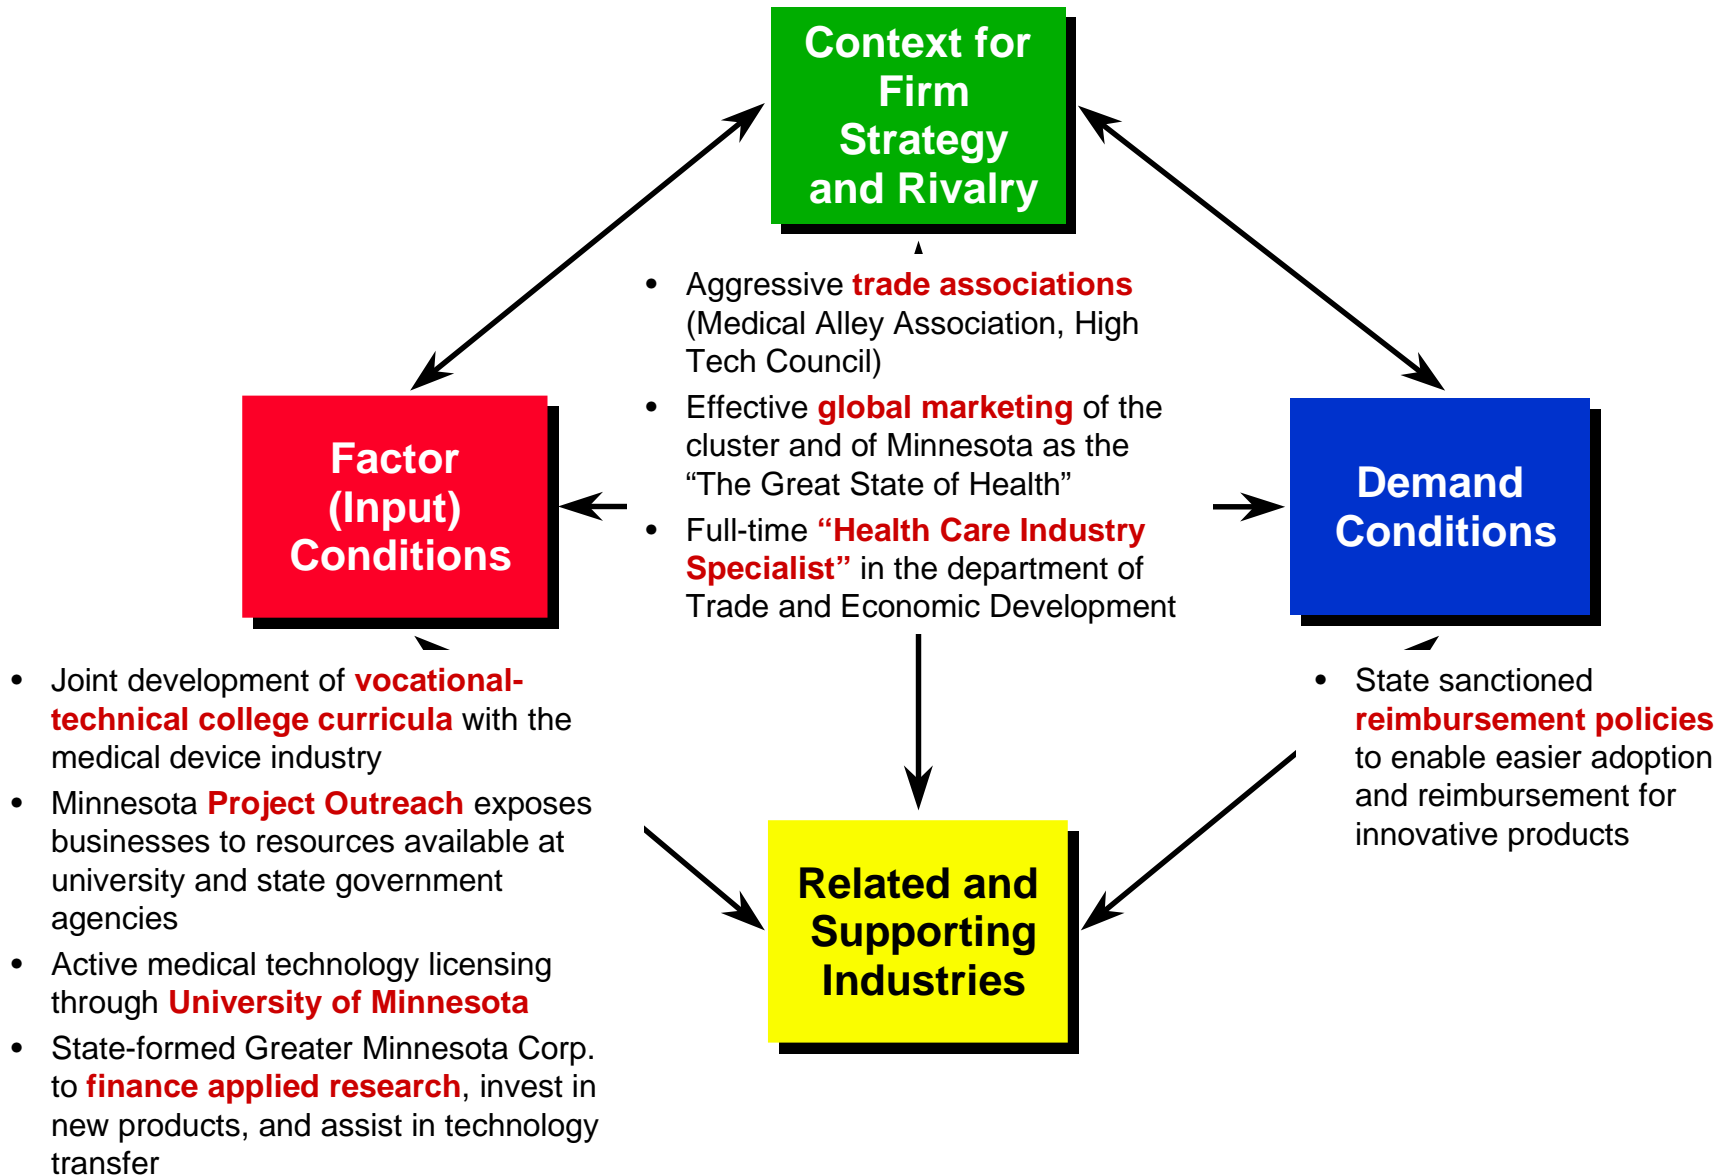 Context for
Firm
Strategy
and Rivalry
• Aggressive trade associations
(Medical Alley Association, High
Tech Council)
• Effective global marketing of the
cluster and of Minnesota as the
“The Great State of Health”
• Full-time “Health Care Industry
Specialist” in the department of
Trade and Economic Development
Factor
(Input)
Conditions
Demand
Conditions
• Joint development of vocational-
technical college curricula with the
medical device industry
• Minnesota Project Outreach exposes
businesses to resources available at
university and state government
agencies
• Active medical technology licensing
through University of Minnesota
• State-formed Greater Minnesota Corp.
to finance applied research, invest in
new products, and assist in technology
transfer
• State sanctioned
reimbursement policies
to enable easier adoption
and reimbursement for
innovative products
Related and
Supporting
Industries